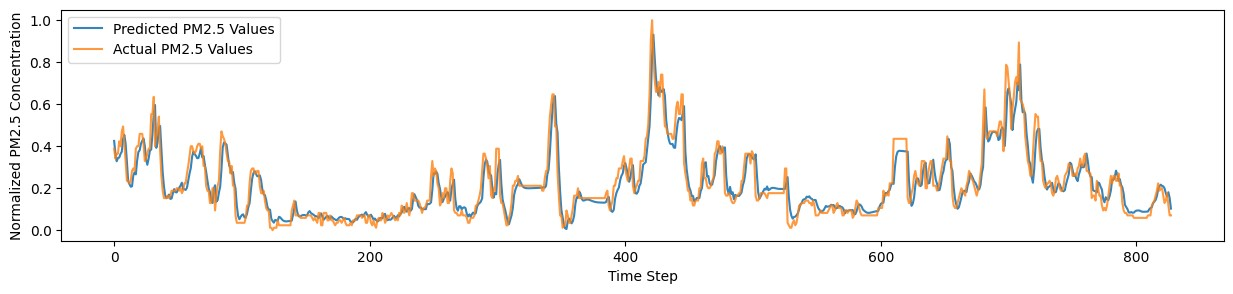 Predicted PM2.5 Values
Actual PM2.5 Values
Normalized PM2.5 Concentration
1.0
0.8
0.6
0.4
0.2
0.0
0
200
400
600
800
Time Step